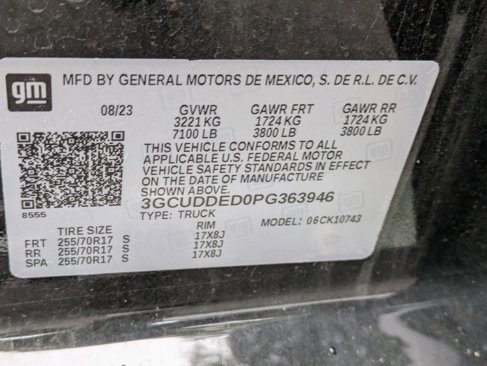 gm
MFD BY GENERAL MOTORS DE MEXICO, S. DE R.L. DE C.V.
08/23 GVWR GAWR FRT GAWR RR
3221 KG 1724 KG 1724 KG
7100 LB 3800 LB 3800 LB
THIS VEHICLE CONFORMS TO ALL
APPLICABLE U.S. FEDERAL MOTOR
VEHICLE SAFETY STANDARDS IN EFFECT
ON THE DATE OF MANUFACTURE
SHOWN ABOVE.
8555 3GCUDDED0PG363946
TYPE: TRUCK MODEL: 06CK10743
TIRE SIZE RIM
FRT 255/70R17 S 17X8J
RR 255/70R17 S 17X8J
SPA 255/70R17 S 17X8J